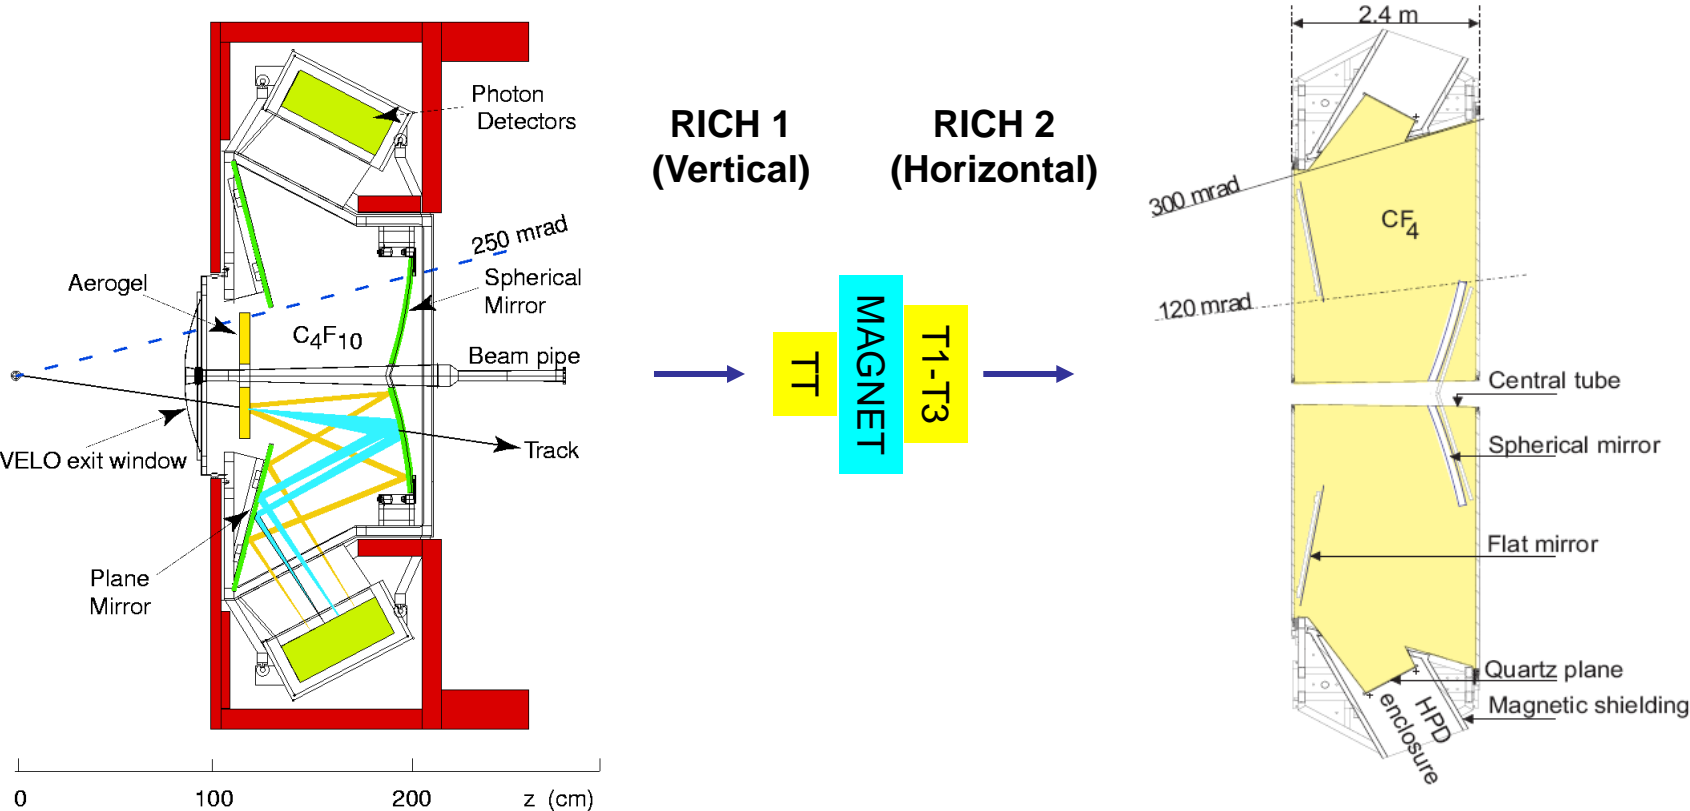 Photon
Detectors
250 mrad
Aerogel
Spherical
Mirror
C4F10
Beam pipe
VELO exit window
Track
Plane
Mirror
0
100
200
z (cm)
RICH 1
(Vertical)
RICH 2
(Horizontal)
TT
MAGNET
T1-T3
2.4 m
300 mrad
CF4
120 mrad
Central tube
Spherical mirror
Flat mirror
Quartz plane
Magnetic shielding
HPD
enclosure